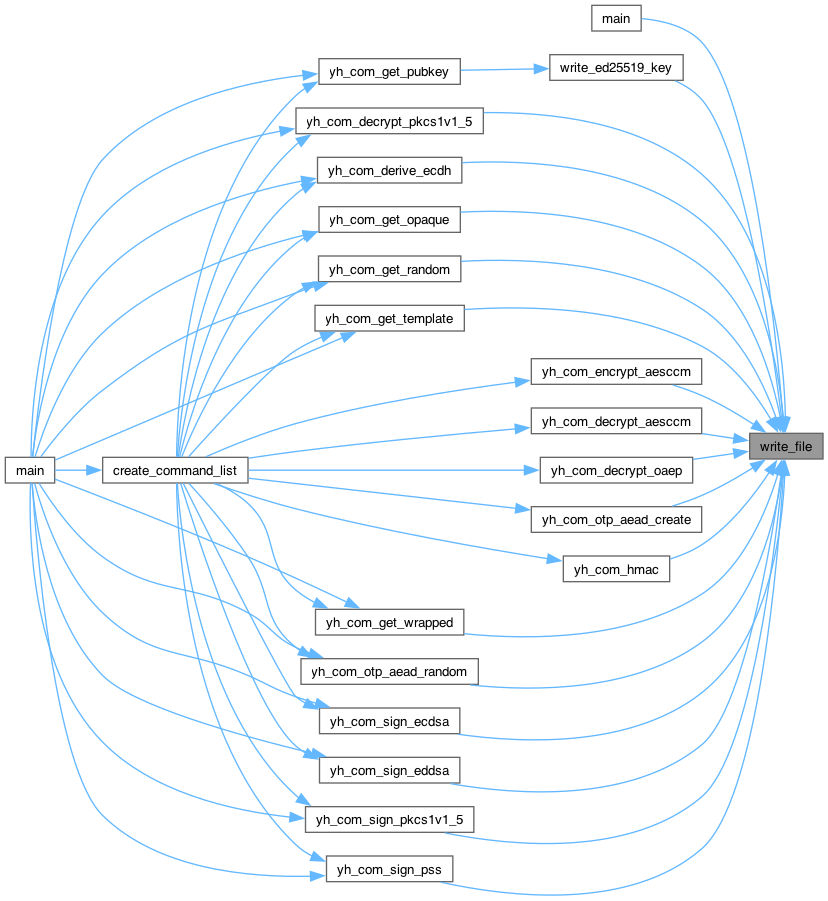 main
write_ed25519_key
yh_com_get_pubkey
yh_com_decrypt_pkcs1v1_5
yh_com_derive_ecdh
yh_com_get_opaque
yh_com_get_random
yh_com_get_template
yh_com_encrypt_aesccm
yh_com_decrypt_aesccm
write_file
main
create_command_list
yh_com_decrypt_oaep
yh_com_otp_aead_create
yh_com_hmac
yh_com_get_wrapped
yh_com_otp_aead_random
yh_com_sign_ecdsa
yh_com_sign_eddsa
yh_com_sign_pkcs1v1_5
yh_com_sign_pss